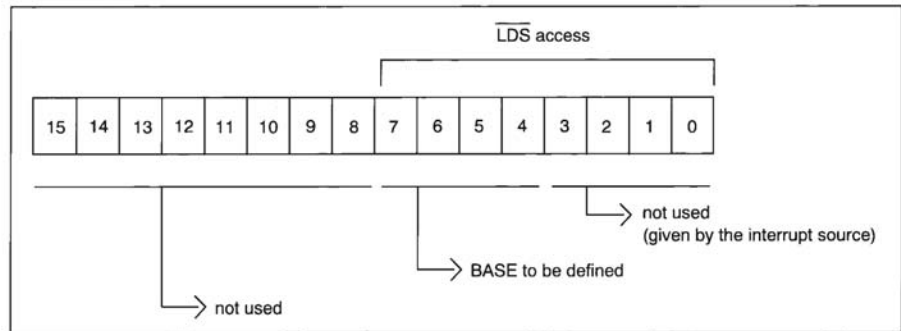 LDS access
15 14 13 12 11 10 9 8 7 6 5 4 3 2 1 0
not used
(given by the interrupt source)
BASE to be defined
not used